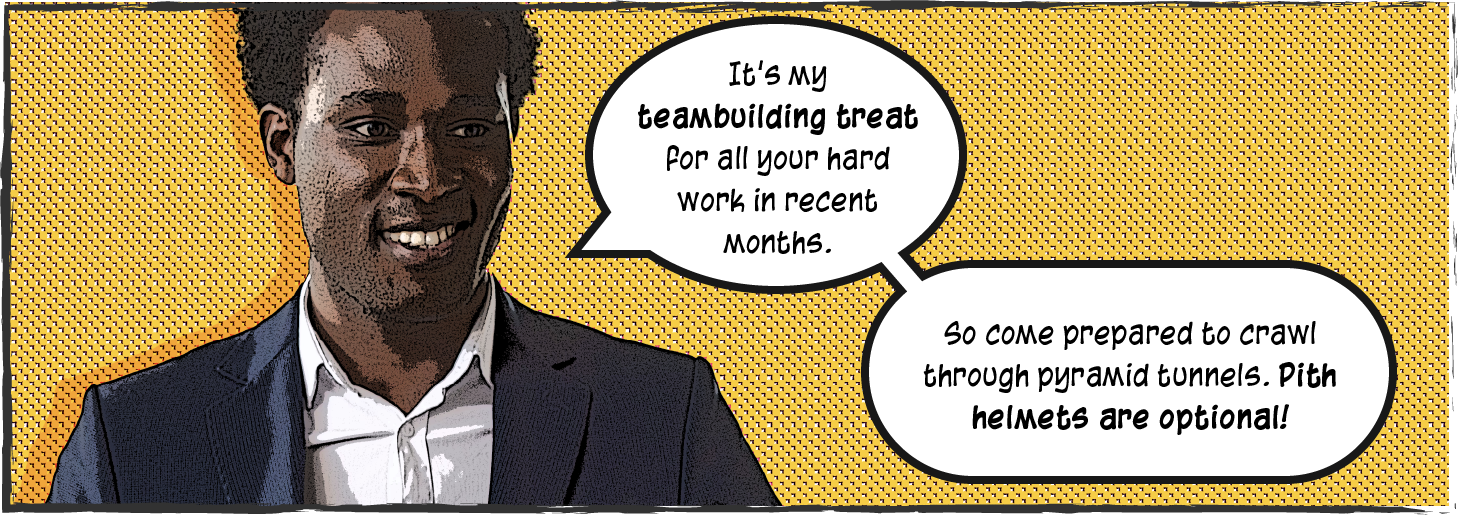 It's my
teambuilding treat
for all your hard
work in recent
months.
So come prepared to crawl
through pyramid tunnels. Pith
helmets are optional!